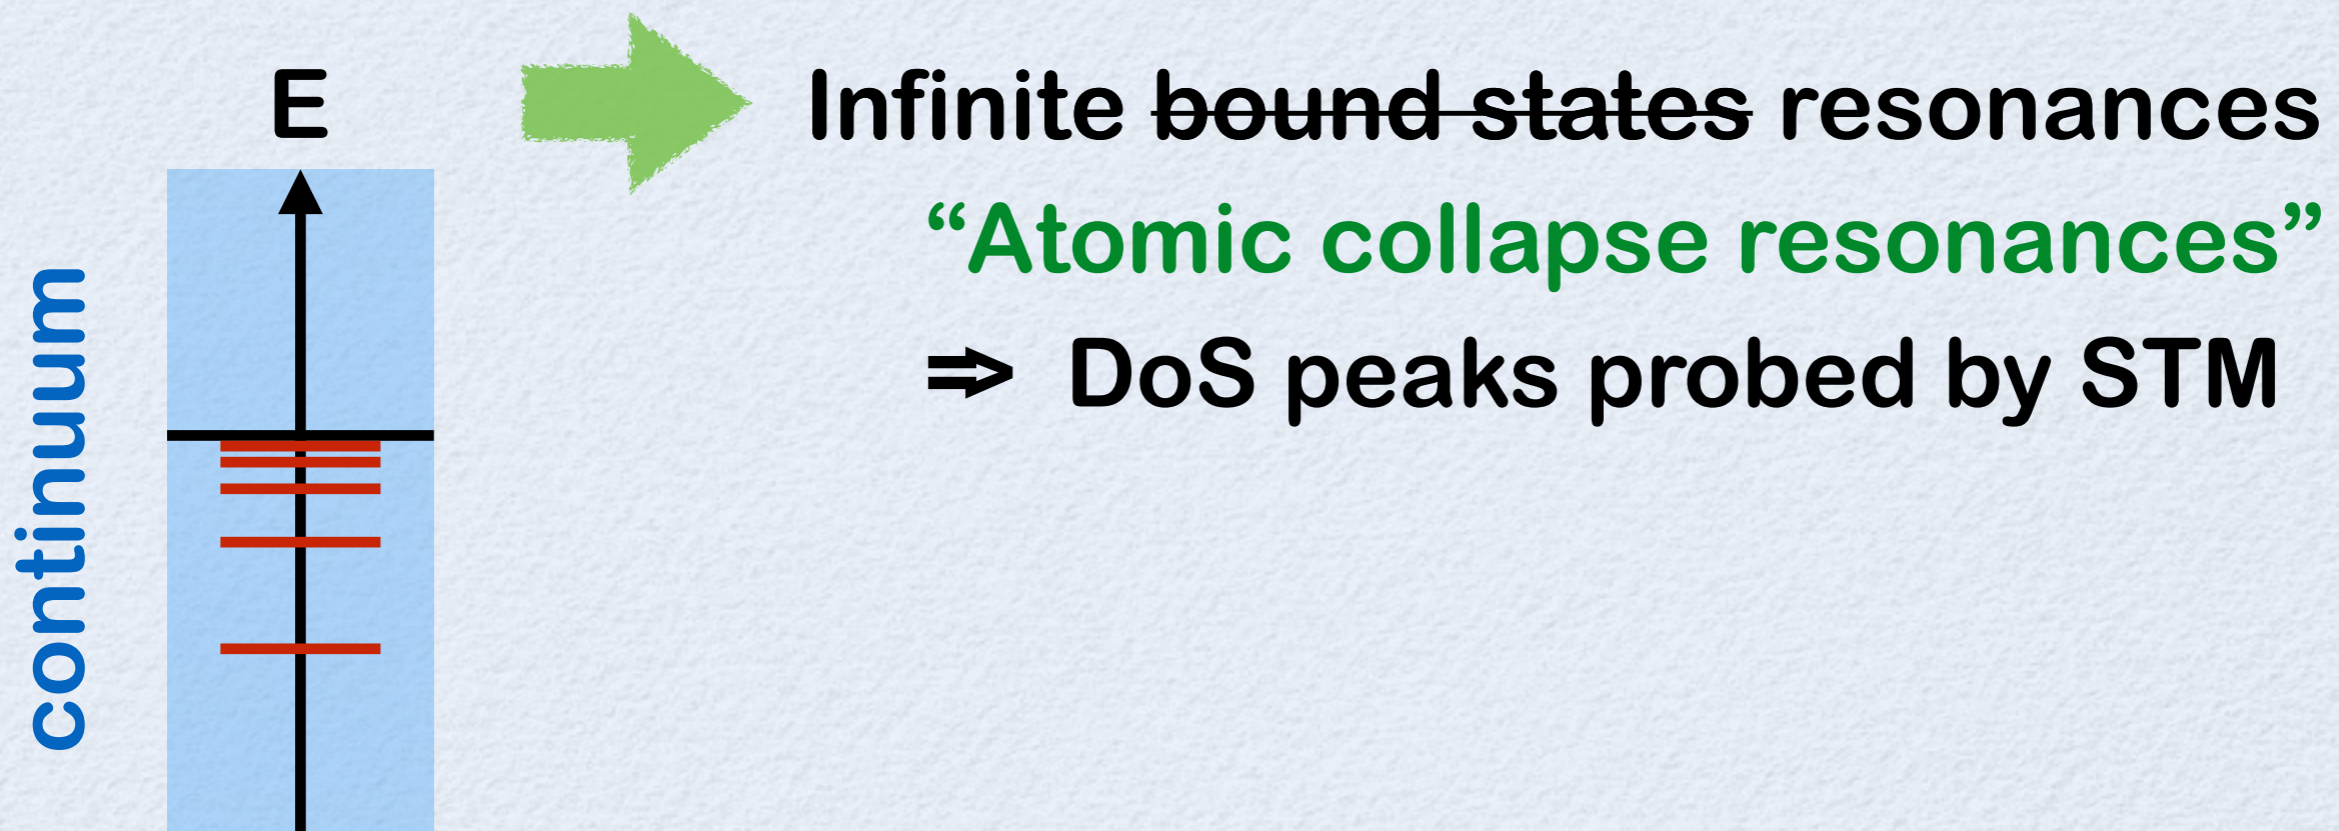 E
Infinite bound states resonances
“Atomic collapse resonances”
⇒ DoS peaks probed by STM
continuum